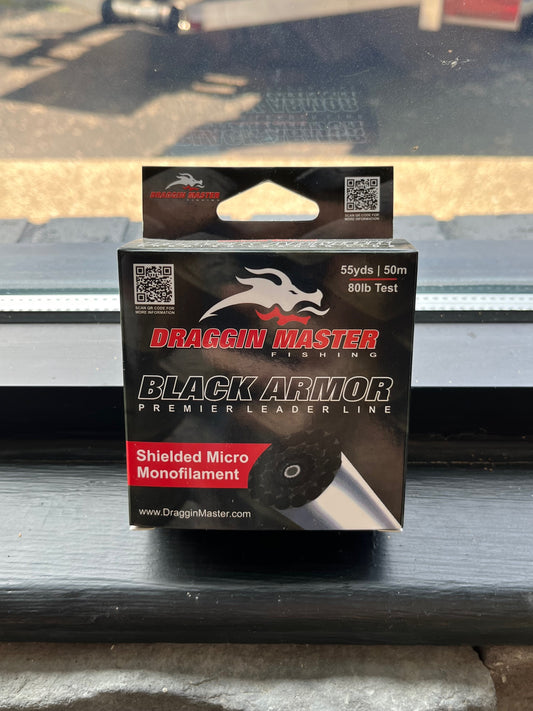 DRAGGIN MASTER
FISHING
SCAN QR CODE FOR
MORE INFORMATION
SCAN QR CODE FOR
MORE INFORMATION
55yds | 50m
80lb Test
DRAGGIN MASTER
FISHING
BLACK ARMOR
PREMIER LEADER LINE
Shielded Micro
Monofilament
www.DragginMaster.com